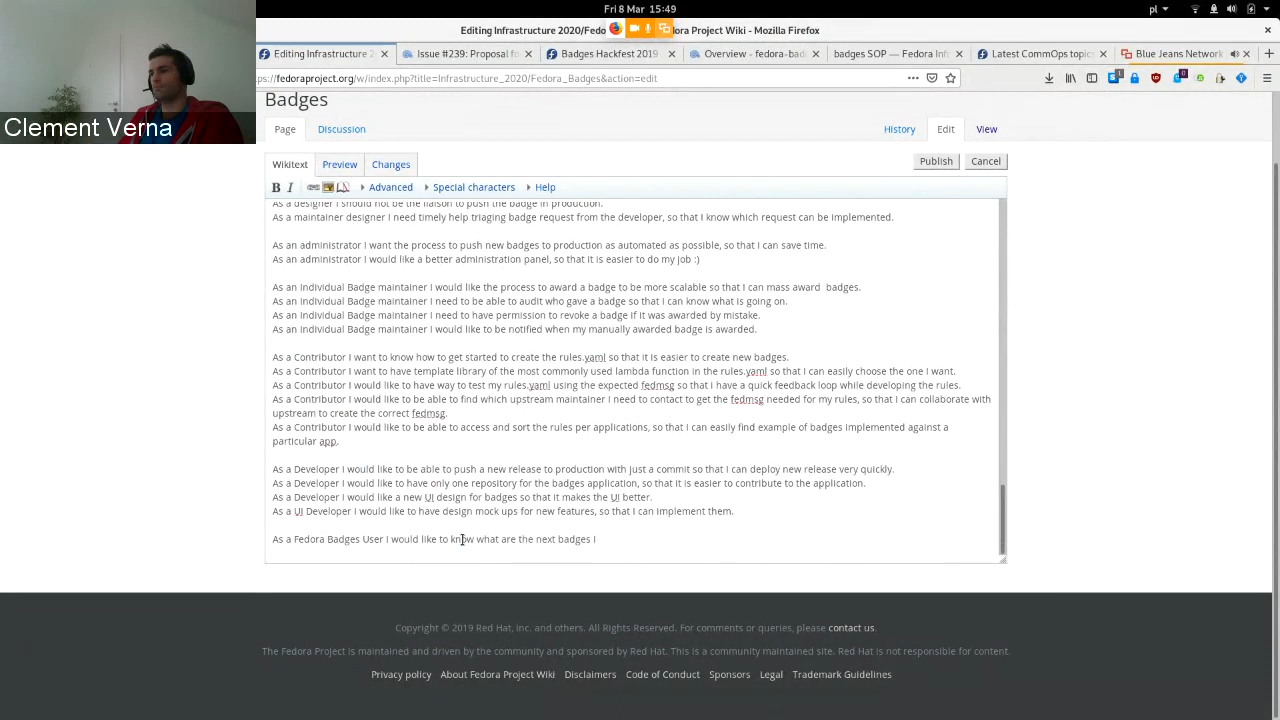 Fri 8 Mar 15:49
pl
Editing Infrastructure 2020/Fedo
ora Project Wiki - Mozilla Firefox
Editing Infrastructure 2
Issue #239: Proposal fo
Badges Hackfest 2019
Overview - fedora-bad
badges SOP — Fedora Inf
Latest CommOps topics
Blue Jeans Network
ps://fedoraproject.org/w/index.php?title=Infrastructure_2020/Fedora_Badges&action=edit
Clement Verna
Badges
Page
Discussion
History
Edit
View
Wikitext
Preview
Changes
Publish
Cancel
B I
Advanced
Special characters
Help
As a designer I should not be the liaison to push the badge in production.
As a maintainer designer I need timely help triaging badge request from the developer, so that I know which request can be implemented.
As an administrator I want the process to push new badges to production as automated as possible, so that I can save time.
As an administrator I would like a better administration panel, so that it is easier to do my job :)
As an Individual Badge maintainer I would like the process to award a badge to be more scalable so that I can mass award  badges.
As an Individual Badge maintainer I need to be able to audit who gave a badge so that I can know what is going on.
As an Individual Badge maintainer I need to have permission to revoke a badge if it was awarded by mistake.
As an Individual Badge maintainer I would like to be notified when my manually awarded badge is awarded.
As a Contributor I want to know how to get started to create the rules.yaml so that it is easier to create new badges.
As a Contributor I want to have template library of the most commonly used lambda function in the rules.yaml so that I can easily choose the one I want.
As a Contributor I would like to have way to test my rules.yaml using the expected fedmsg so that i have a quick feedback loop while developing the rules.
As a Contributor I would like to be able to find which upstream maintainer I need to contact to get the fedmsg needed for my rules, so that I can collaborate with
upstream to create the correct fedmsg.
As a Contributor I would like to be able to access and sort the rules per applications, so that I can easily find example of badges implemented against a
particular app.
As a Developer I would like to be able to push a new release to production with just a commit so that I can deploy new release very quickly.
As a Developer I would like to have only one repository for the badges application, so that it is easier to contribute to the application.
As a Developer I would like a new UI design for badges so that it makes the UI better.
As a UI Developer I would like to have design mock ups for new features, so that I can implement them.
As a Fedora Badges User I would like to know what are the next badges I
Copyright © 2019 Red Hat, Inc. and others. All Rights Reserved. For comments or queries, please contact us.
The Fedora Project is maintained and driven by the community and sponsored by Red Hat. This is a community maintained site. Red Hat is not responsible for content.
Privacy policy
About Fedora Project Wiki
Disclaimers
Code of Conduct
Sponsors
Legal
Trademark Guidelines